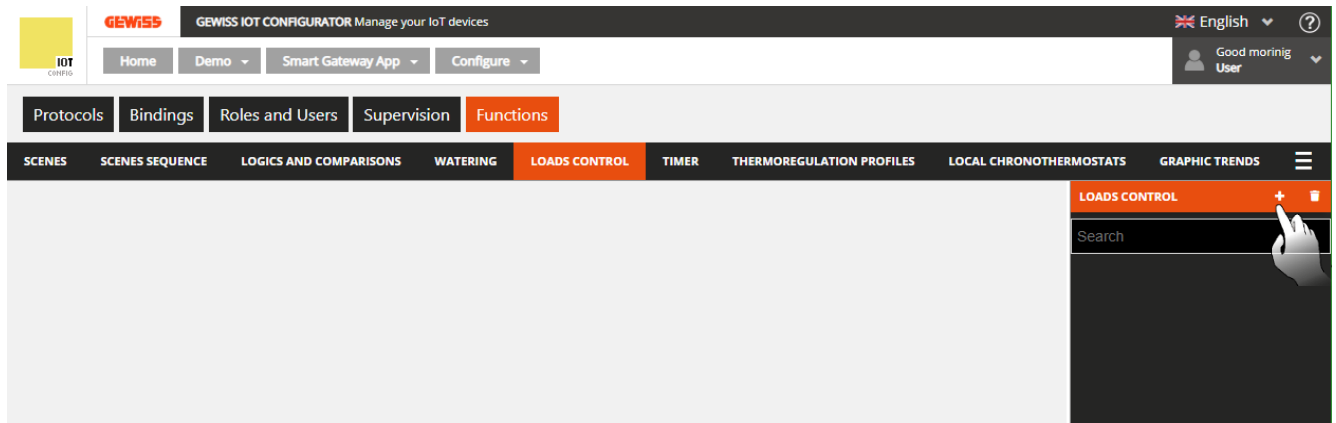 GEWISS GEWISS IOT CONFIGURATOR Manage your IoT devices English ?
IOT
CONFIG
Home Demo Smart Gateway App Configure Good morinig
User
Protocols Bindings Roles and Users Supervision Functions
SCENES SCENES SEQUENCE LOGICS AND COMPARISONS WATERING LOADS CONTROL TIMER THERMOREGULATION PROFILES LOCAL CHRONOTHERMOSTATS GRAPHIC TRENDS
LOADS CONTROL +
Search